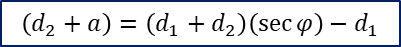 (d₂ + a) = (d₁ + d₂)(sec φ) − d₁